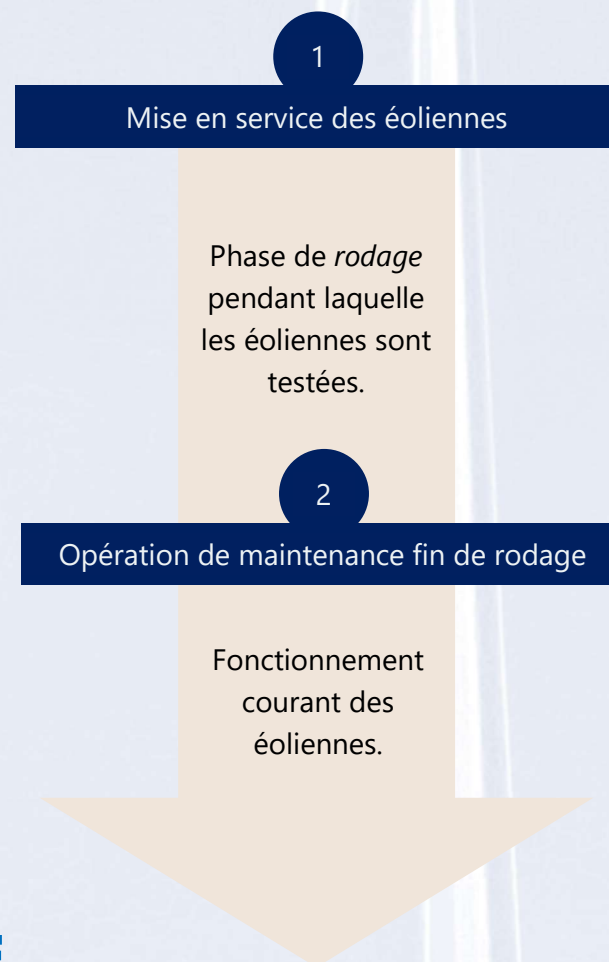 1
Mise en service des éoliennes
Phase de rodage
pendant laquelle
les éoliennes sont
testées.
2
Opération de maintenance fin de rodage
Fonctionnement
courant des
éoliennes.